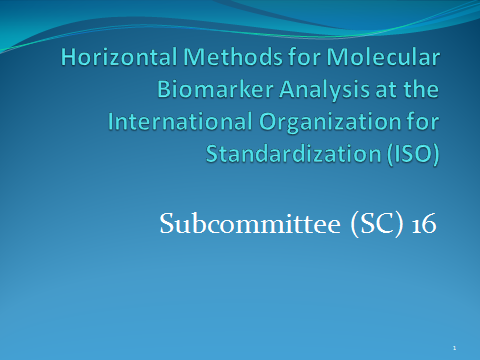 Horizontal Methods for Molecular
Biomarker Analysis at the
International Organization for
Standardization (ISO)
Subcommittee (SC) 16
1